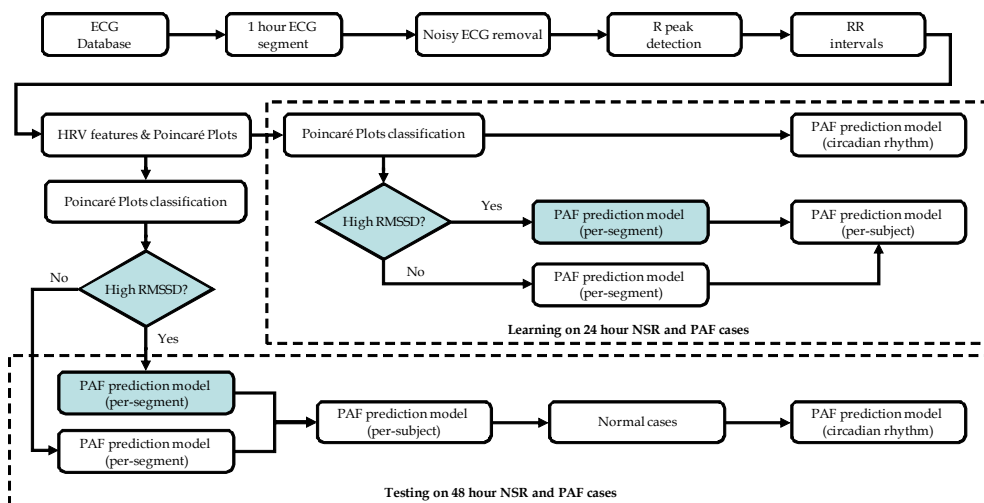 ECG
Database
1 hour ECG
segment
Noisy ECG removal
R peak
detection
RR
intervals
HRV features & Poincaré Plots
Poincaré Plots classification
PAF prediction model
(circadian rhythm)
Poincaré Plots classification
High RMSSD?
Yes
PAF prediction model
(per-segment)
PAF prediction model
(per-subject)
No
PAF prediction model
(per-segment)
Learning on 24 hour NSR and PAF cases
No
High RMSSD?
Yes
PAF prediction model
(per-segment)
PAF prediction model
(per-segment)
PAF prediction model
(per-subject)
Normal cases
PAF prediction model
(circadian rhythm)
Testing on 48 hour NSR and PAF cases